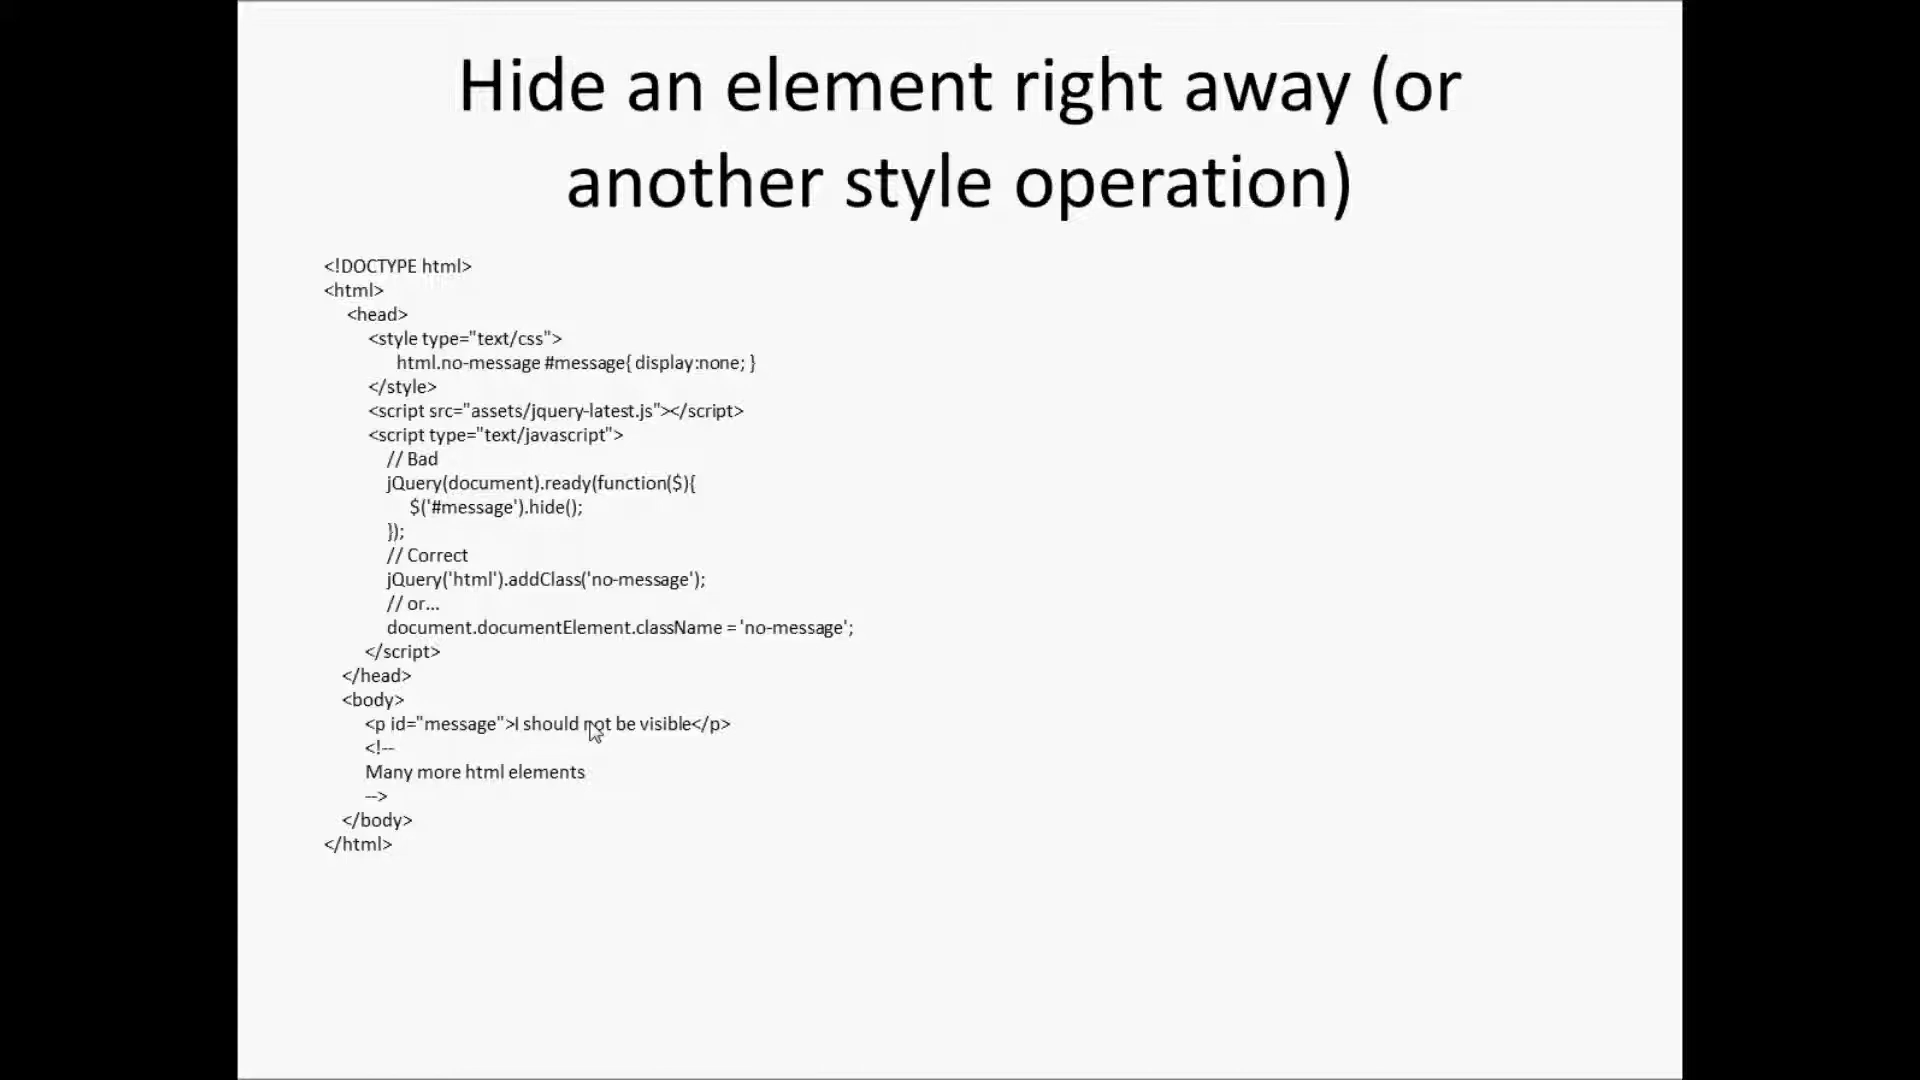 Hide an element right away (or
another style operation)
<!DOCTYPE html>
<html>
<head>
<style type="text/css">
html.no-message #message{ display:none; }
</style>
<script src="assets/jquery-latest.js"></script>
<script type="text/javascript">
// Bad
jQuery(document).ready(function($){
$('#message').hide();
});
// Correct
jQuery('html').addClass('no-message');
// or...
document.documentElement.className = 'no-message';
</script>
</head>
<body>
<p id="message">I should not be visible</p>
<!--
Many more html elements
-->
</body>
</html>